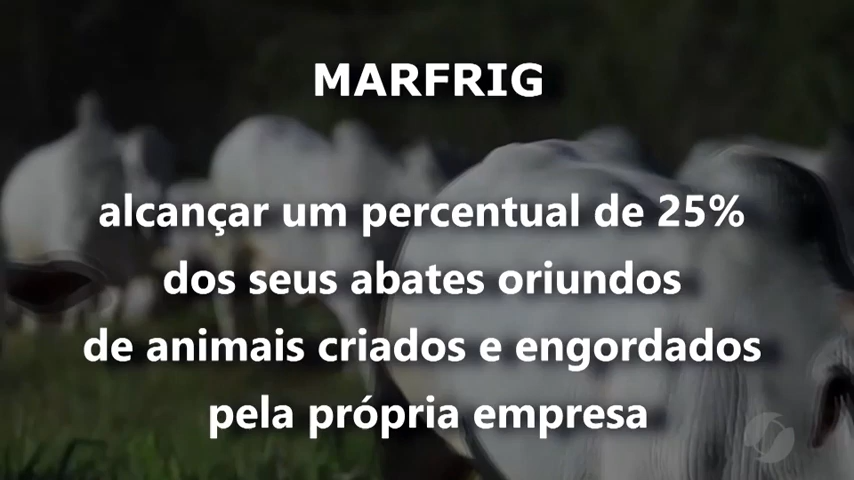 MARFRIG
alcançar um percentual de 25%
dos seus abates oriundos
de animais criados e engordados
pela própria empresa